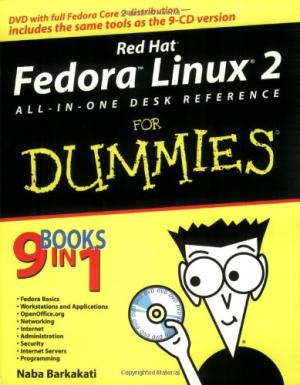 DVD with full Fedora Core 2 distribution—
includes the same tools as the 9-CD version
Red Hat®
Fedora™ Linux® 2
ALL-IN-ONE DESK REFERENCE
FOR
DUMMIES®
9 BOOKS
IN 1
• Fedora Basics
• Workstations and Applications
• OpenOffice.org
• Networking
• Internet
• Administration
• Security
• Internet Servers
• Programming
Naba Barkakati